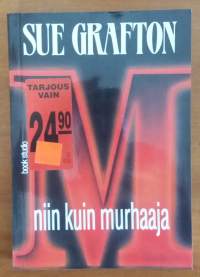 SUE GRAFTON
M
TARJOUS
VAIN
24.90
book studio
niin kuin murhaaja